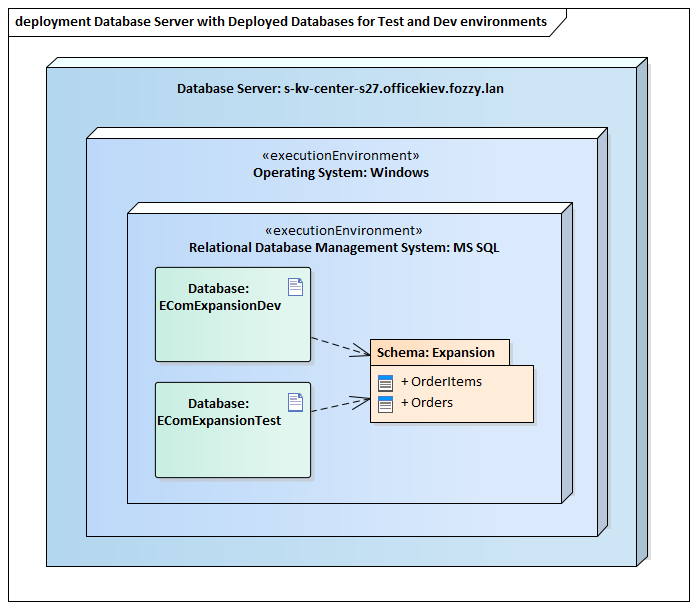 deployment Database Server with Deployed Databases for Test and Dev environments
Database Server: s-kv-center-s27.officekiev.fozzy.lan
«executionEnvironment»
Operating System: Windows
«executionEnvironment»
Relational Database Management System: MS SQL
Database:
EComExpansionDev
Schema: Expansion
+ OrderItems
+ Orders
Database:
EComExpansionTest